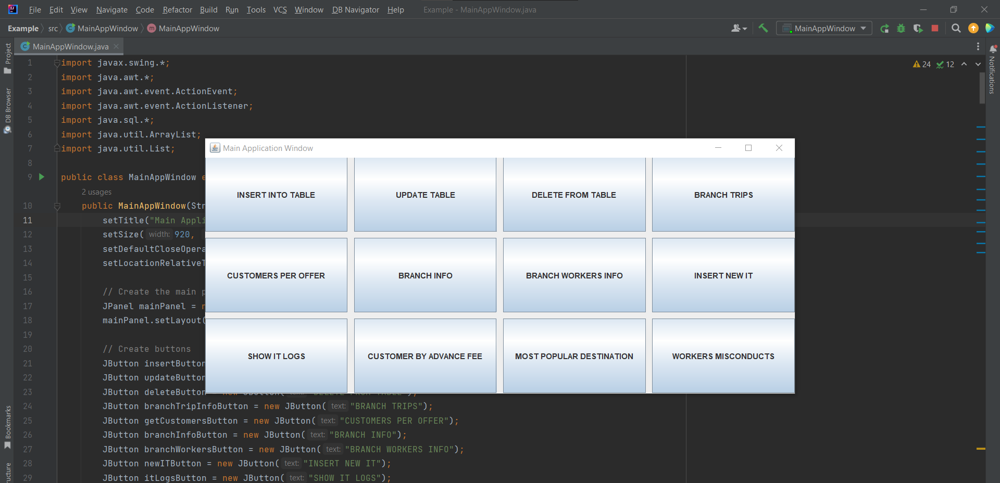 File Edit View Navigate Code Refactor Build Run Tools VCS Window DB Navigator Help Example - MainAppWindow.java
Example src MainAppWindow m MainAppWindow MainAppWindow
MainAppWindow.java
Project
DB Browser
Bookmarks
Notifications
24 12
1 import javax.swing.*;
2 import java.awt.*;
3 import java.awt.event.ActionEvent;
4 import java.awt.event.ActionListener;
5 import java.sql.*;
6 import java.util.ArrayList;
7 import java.util.List;
8
9 public class MainAppWindow e
2 usages
10 public MainAppWindow(Str
11 setTitle("Main Appli
12 setSize( width: 920,
13 setDefaultCloseOpera
14 setLocationRelativeT
15
16 // Create the main p
17 JPanel mainPanel = n
18 mainPanel.setLayout(
19
20 // Create buttons
21 JButton insertButton
22 JButton updateButton
23 JButton deleteButton = new JButton( text: "DELETE FROM TABLE");
24 JButton branchTripInfoButton = new JButton( text: "BRANCH TRIPS");
25 JButton getCustomersButton = new JButton( text: "CUSTOMERS PER OFFER");
26 JButton branchInfoButton = new JButton( text: "BRANCH INFO");
27 JButton branchWorkersButton = new JButton( text: "BRANCH WORKERS INFO");
28 JButton newITButton = new JButton( text: "INSERT NEW IT");
29 JButton itLogsButton = new JButton( text: "SHOW IT LOGS");
Main Application Window
INSERT INTO TABLE UPDATE TABLE DELETE FROM TABLE BRANCH TRIPS
CUSTOMERS PER OFFER BRANCH INFO BRANCH WORKERS INFO INSERT NEW IT
SHOW IT LOGS CUSTOMER BY ADVANCE FEE MOST POPULAR DESTINATION WORKERS MISCONDUCTS